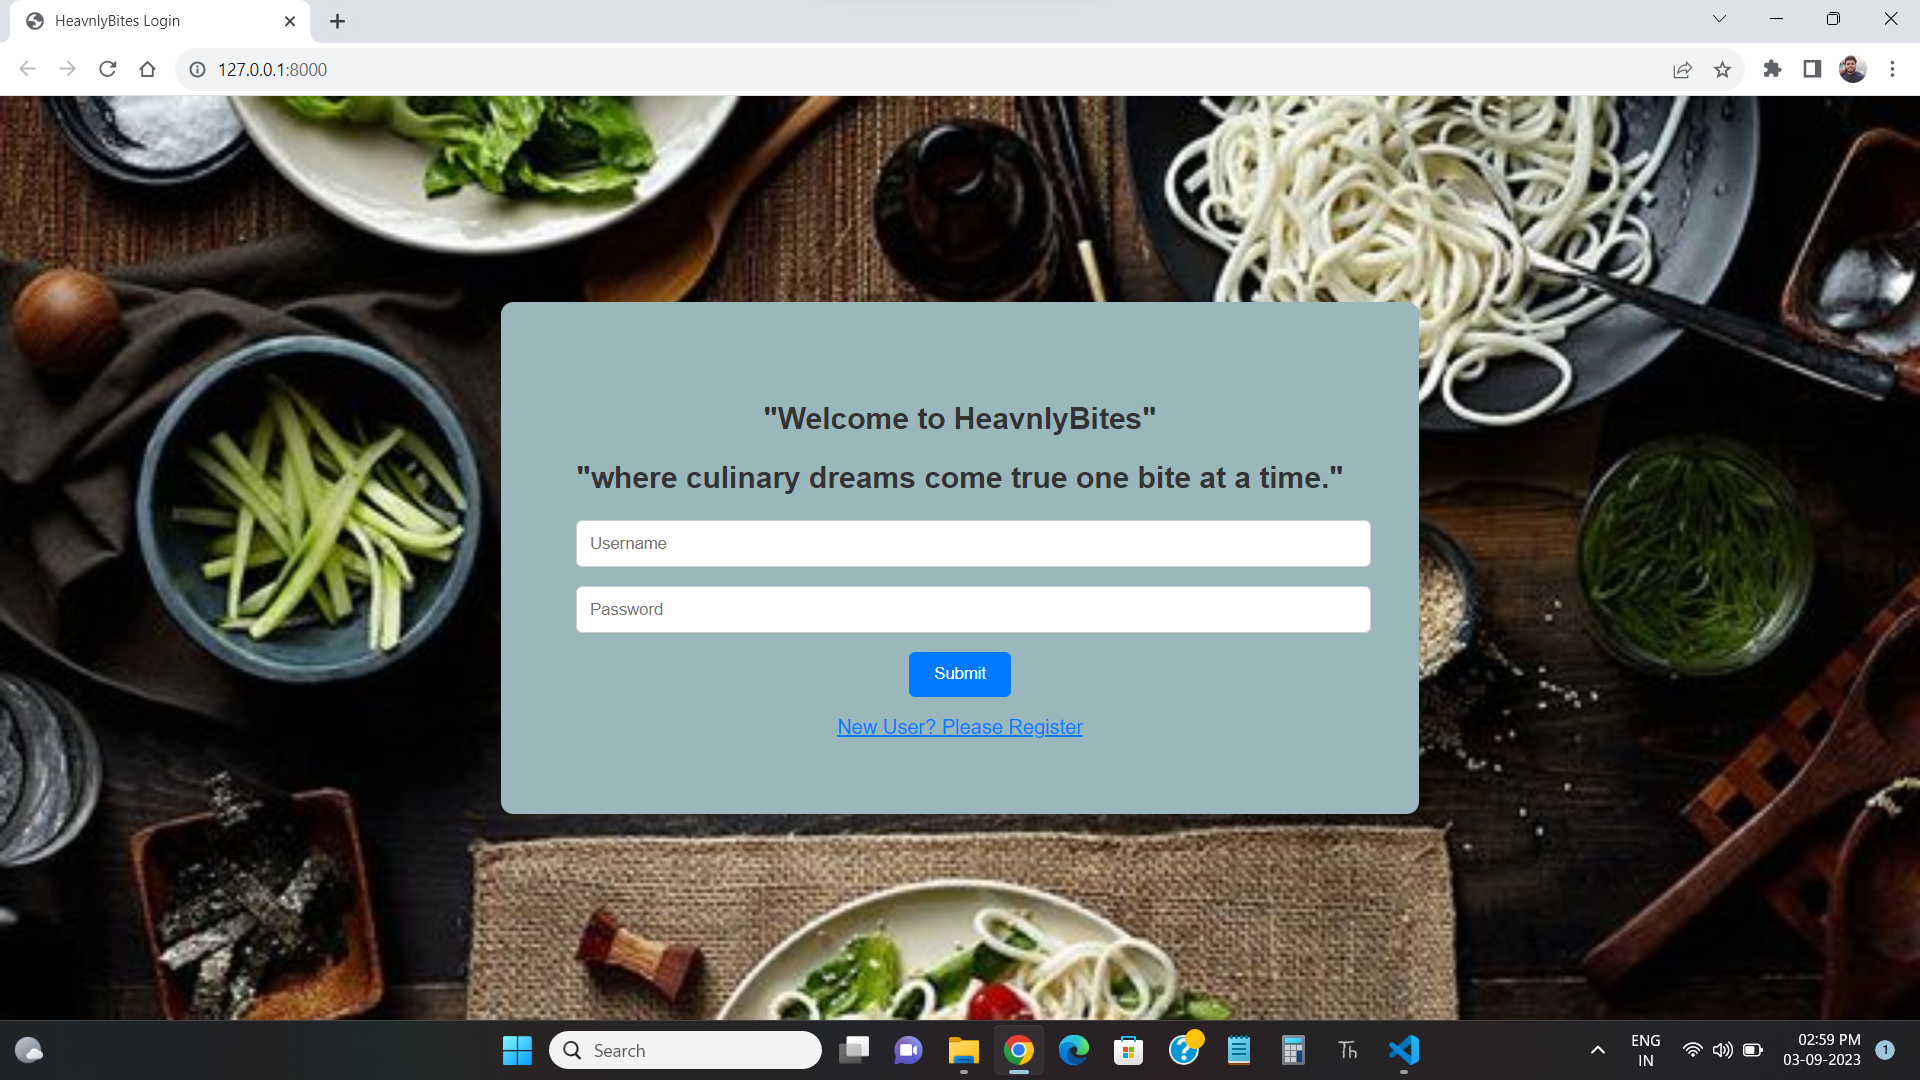 HeavnlyBites Login
127.0.0.1:8000
"Welcome to HeavnlyBites"
"where culinary dreams come true one bite at a time."
Username
Password
Submit
New User? Please Register
Search
Th
ENG
IN
02:59 PM
03-09-2023
1